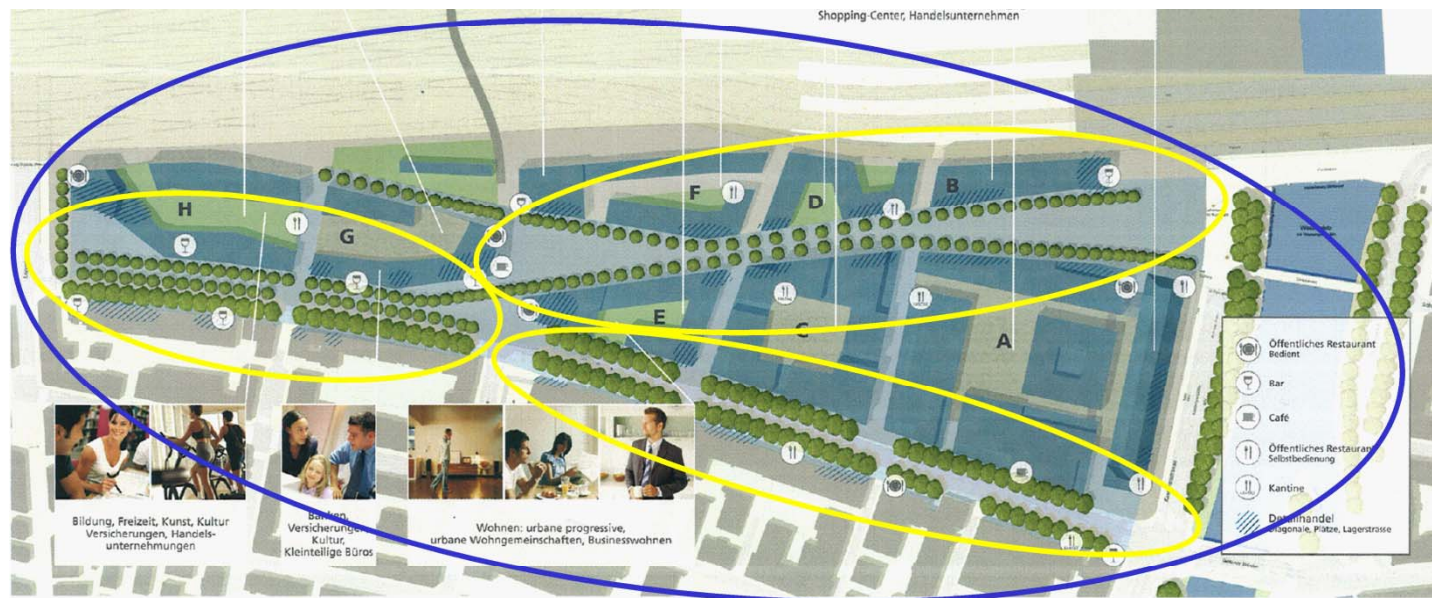 Shopping-Center, Handelsunternehmen
F
D
B
H
G
E
C
A
Öffentliches Restaurant
Bedient
Bar
Café
Öffentliches Restaurant
Selbstbedienung
Kantine
Detailhandel
Diagonale, Plätze, Lagerstrasse
Bildung, Freizeit, Kunst, Kultur
Versicherungen, Handels-
unternehmungen
Banken,
Versicherungen,
Kultur,
Kleinteilige Büros
Wohnen: urbane progressive,
urbane Wohngemeinschaften, Businesswohnen